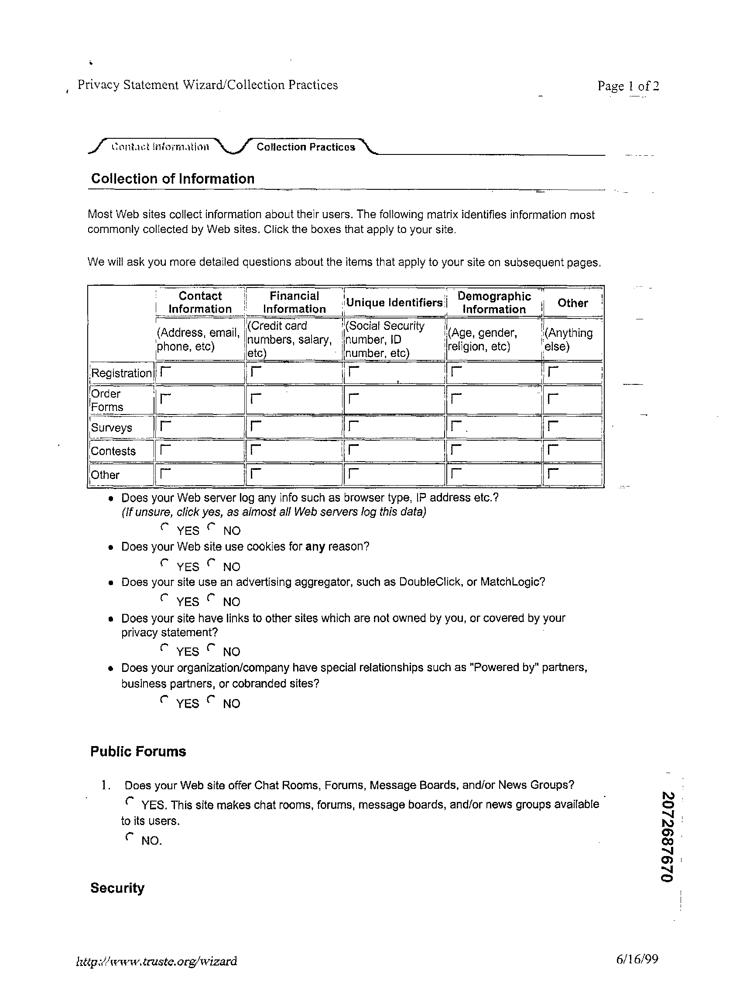 Privacy Statement Wizard/Collection Practices
Page 1 of 2
Contact Information
Collection Practices
Collection of Information
Most Web sites collect information about their users. The following matrix identifies information most
commonly collected by Web sites. Click the boxes that apply to your site.
We will ask you more detailed questions about the items that apply to your site on subsequent pages.
Contact Information
Financial Information
Unique Identifiers
Demographic Information
Other
(Address, email, phone, etc)
(Credit card numbers, salary, etc)
(Social Security number, ID number, etc)
(Age, gender, religion, etc)
(Anything else)
Registration
Order Forms
Surveys
Contests
Other
• Does your Web server log any info such as browser type, IP address etc.?
(If unsure, click yes, as almost all Web servers log this data)
YES NO
• Does your Web site use cookies for any reason?
YES NO
• Does your site use an advertising aggregator, such as DoubleClick, or MatchLogic?
YES NO
• Does your site have links to other sites which are not owned by you, or covered by your
privacy statement?
YES NO
• Does your organization/company have special relationships such as "Powered by" partners,
business partners, or cobranded sites?
YES NO
Public Forums
1. Does your Web site offer Chat Rooms, Forums, Message Boards, and/or News Groups?
YES. This site makes chat rooms, forums, message boards, and/or news groups available
to its users.
NO.
2072687670
Security
http://www.truste.org/wizard
6/16/99